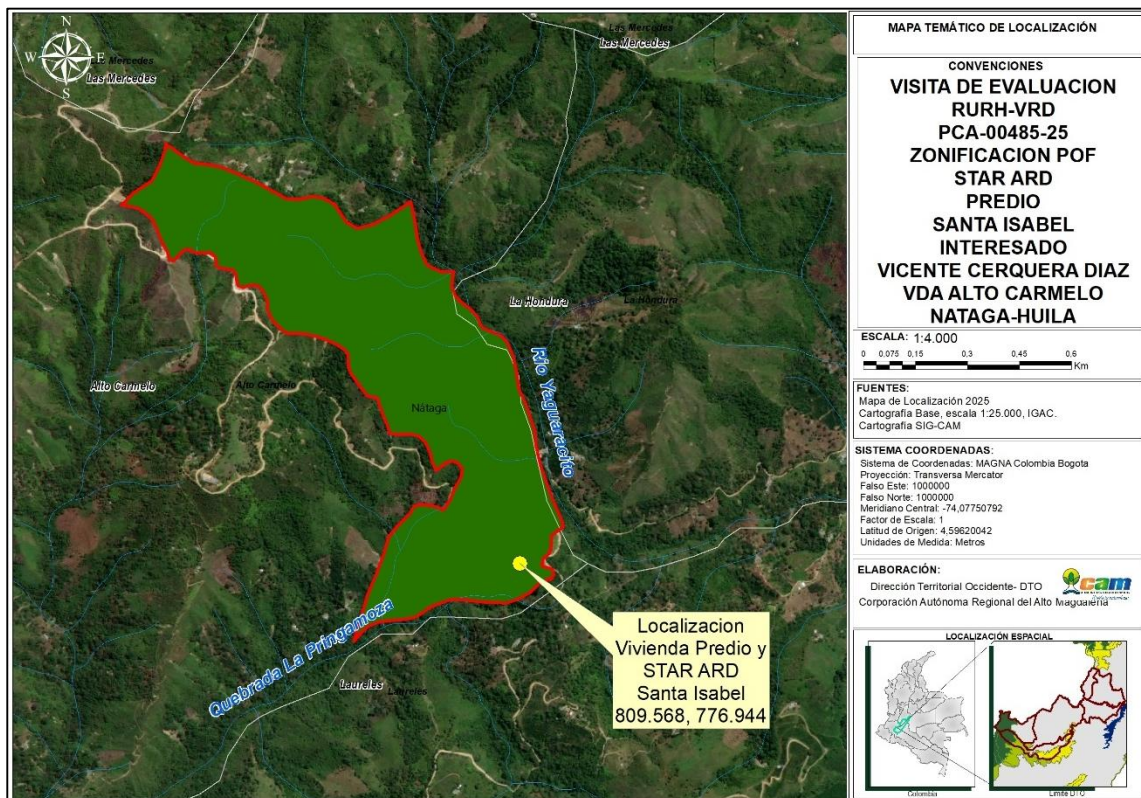 N
W
E
S
Las Mercedes
Las Mercedes
Las Mercedes
Las Mercedes
La Hondura
La Hondura
Río Yaguaracito
Alto Carmelo
Alto Carmelo
Nátaga
Quebrada La Pringamoza
Laureles
Laureles
Localizacion
Vivienda Predio y
STAR ARD
Santa Isabel
809.568, 776.944
MAPA TEMÁTICO DE LOCALIZACIÓN
CONVENCIONES
VISITA DE EVALUACION
RURH-VRD
PCA-00485-25
ZONIFICACION POF
STAR ARD
PREDIO
SANTA ISABEL
INTERESADO
VICENTE CERQUERA DIAZ
VDA ALTO CARMELO
NATAGA-HUILA
ESCALA: 1:4.000
0 0,075 0,15 0,3 0,45 0,6
Km
FUENTES:
Mapa de Localización 2025
Cartografía Base, escala 1:25.000, IGAC.
Cartografía SIG-CAM
SISTEMA COORDENADAS:
Sistema de Coordenadas: MAGNA Colombia Bogota
Proyección: Transversa Mercator
Falso Este: 1000000
Falso Norte: 1000000
Meridiano Central: -74,07750792
Factor de Escala: 1
Latitud de Origen: 4,59620042
Unidades de Medida: Metros
ELABORACIÓN:
Dirección Territorial Occidente- DTO
cam
Corporación Autónoma Regional del Alto Magdalena
LOCALIZACIÓN ESPACIAL
Colombia
Límite DTO